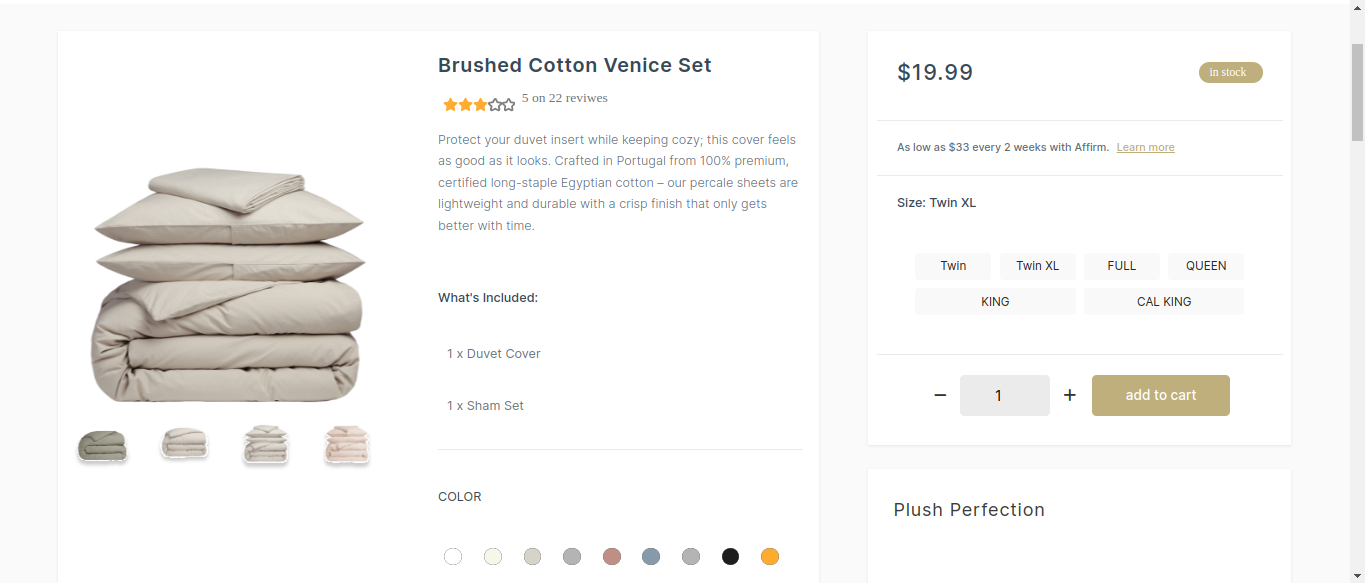 Brushed Cotton Venice Set
5 on 22 reviwes
Protect your duvet insert while keeping cozy; this cover feels
as good as it looks. Crafted in Portugal from 100% premium,
certified long-staple Egyptian cotton – our percale sheets are
lightweight and durable with a crisp finish that only gets
better with time.
What's Included:
1 x Duvet Cover
1 x Sham Set
COLOR
$19.99
in stock
As low as $33 every 2 weeks with Affirm. Learn more
Size: Twin XL
Twin Twin XL FULL QUEEN
KING CAL KING
− 1 + add to cart
Plush Perfection